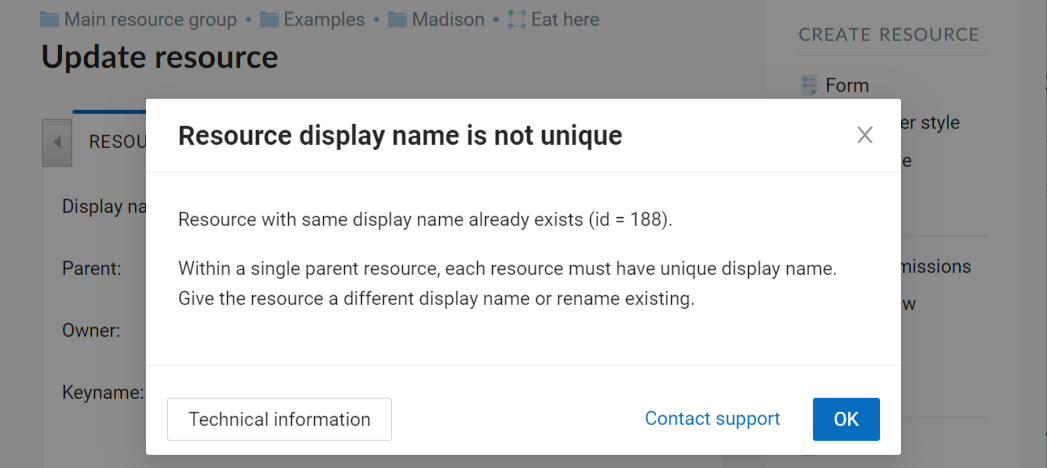 Main resource group • Examples • Madison • Eat here
Update resource
CREATE RESOURCE
Form
er style
e
missions
w
RESOU
Display na
Parent:
Owner:
Keyname:
Resource display name is not unique
Resource with same display name already exists (id = 188).
Within a single parent resource, each resource must have unique display name.
Give the resource a different display name or rename existing.
Technical information
Contact support
OK